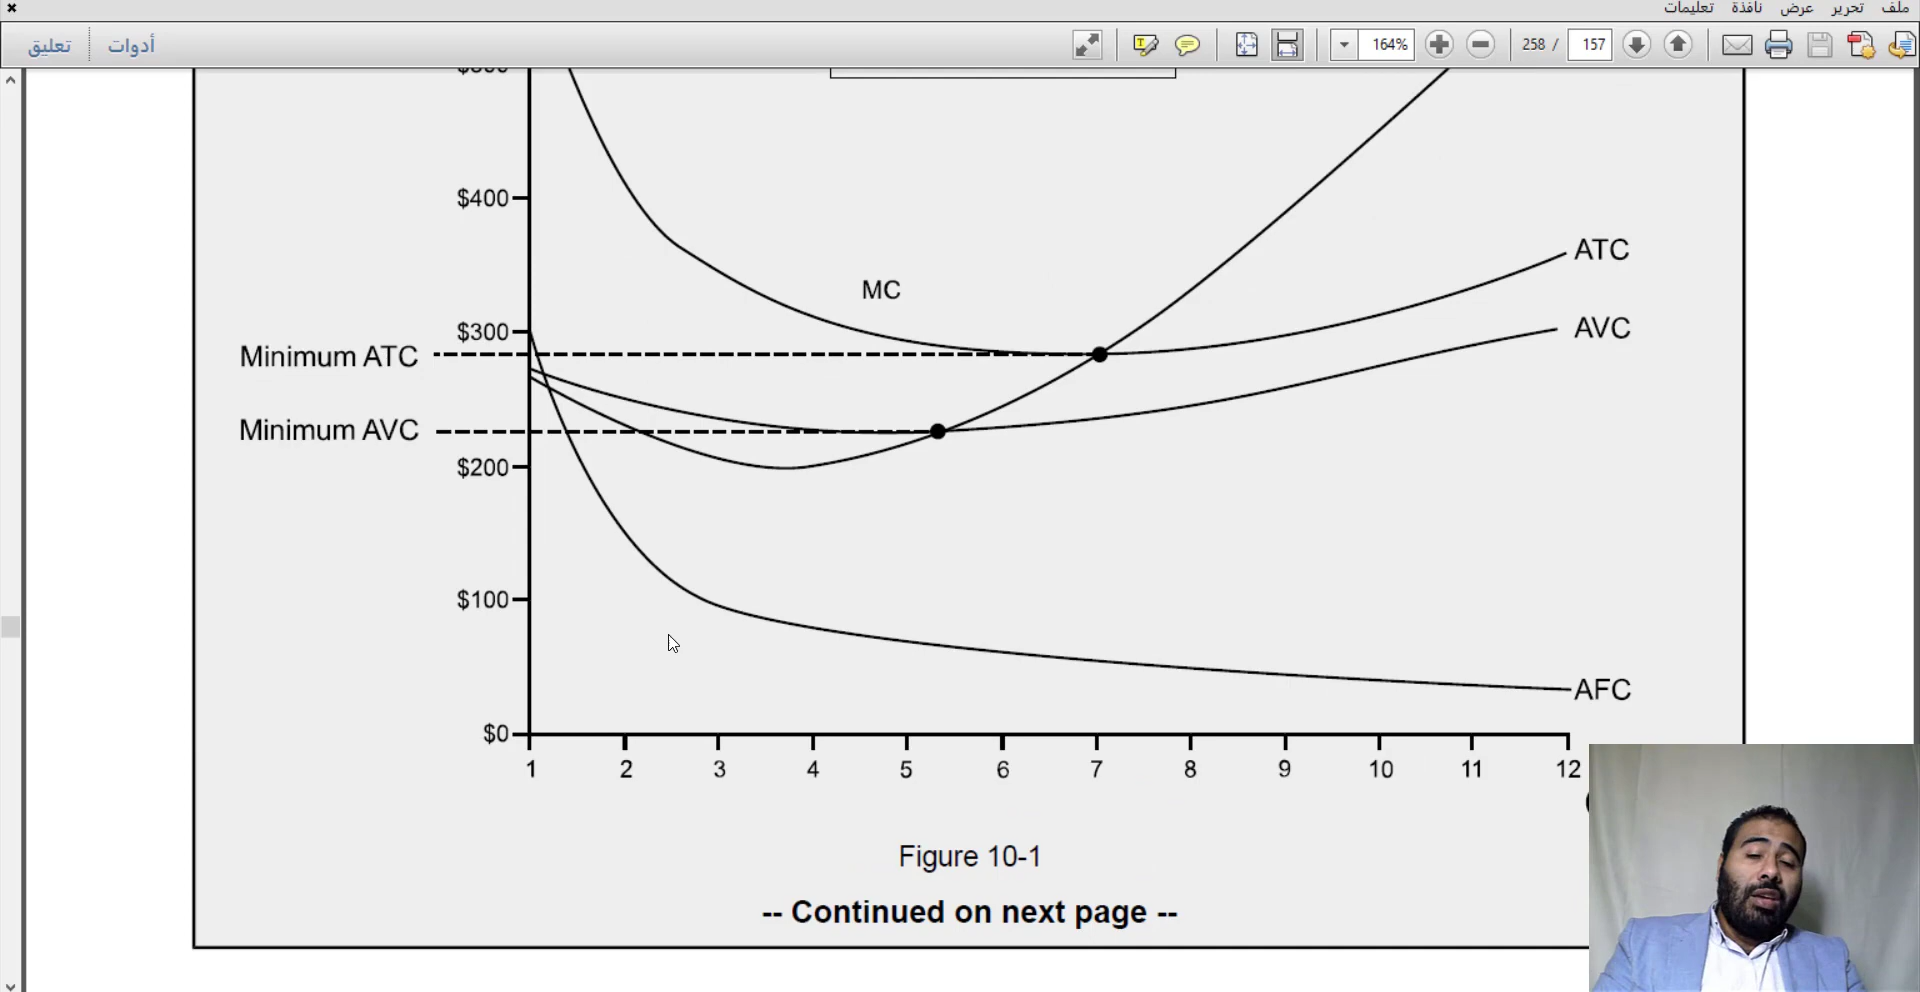 ملف تحرير عرض نافذة تعليمات
تعليق أدوات 164% 258 / 157
$400
ATC
MC
AVC
$300
Minimum ATC
Minimum AVC
$200
$100
AFC
$0
1 2 3 4 5 6 7 8 9 10 11 12
Figure 10-1
-- Continued on next page --